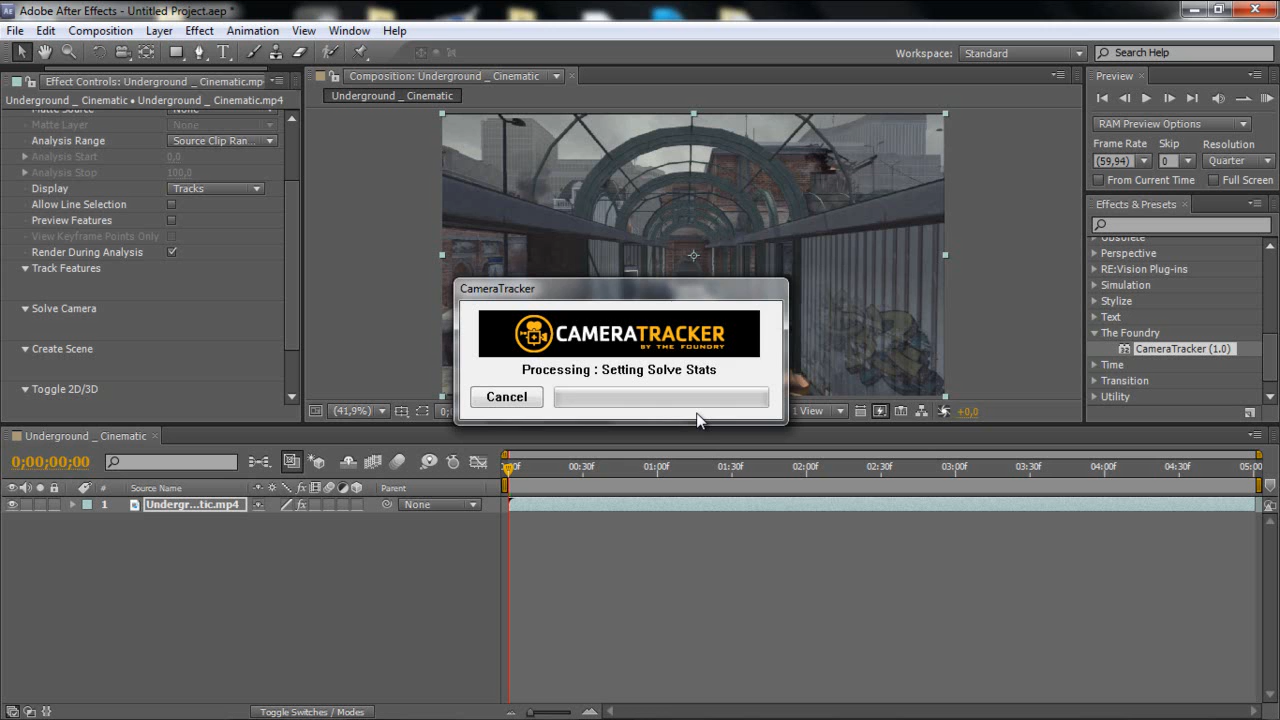 Adobe After Effects - Untitled Project.aep *
File Edit Composition Layer Effect Animation View Window Help
Workspace: Standard Search Help
Effect Controls: Underground _ Cinematic.mp
Underground _ Cinematic • Underground _ Cinematic.mp4
Matte Source None
Matte Layer None
Analysis Range Source Clip Ran...
Analysis Start 0,0
Analysis Stop 100,0
Display Tracks
Allow Line Selection
Preview Features
View Keyframe Points Only
Render During Analysis
Track Features
Solve Camera
Create Scene
Toggle 2D/3D
Composition: Underground _ Cinematic
Underground _ Cinematic
CameraTracker
CAMERATRACKER
BY THE FOUNDRY
Processing : Setting Solve Stats
Cancel
(41,9%) 1 View +0,0
Preview
RAM Preview Options
Frame Rate Skip Resolution
(59,94) 0 Quarter
From Current Time Full Screen
Effects & Presets
Obsolete
Perspective
RE:Vision Plug-ins
Simulation
Stylize
Text
The Foundry
CameraTracker (1.0)
Time
Transition
Utility
Underground _ Cinematic
0;00;00;00
00:30f 01:00f 01:30f 02:00f 02:30f 03:00f 03:30f 04:00f 04:30f 05:00
# Source Name Parent
1 Undergr...tic.mp4 None
Toggle Switches / Modes